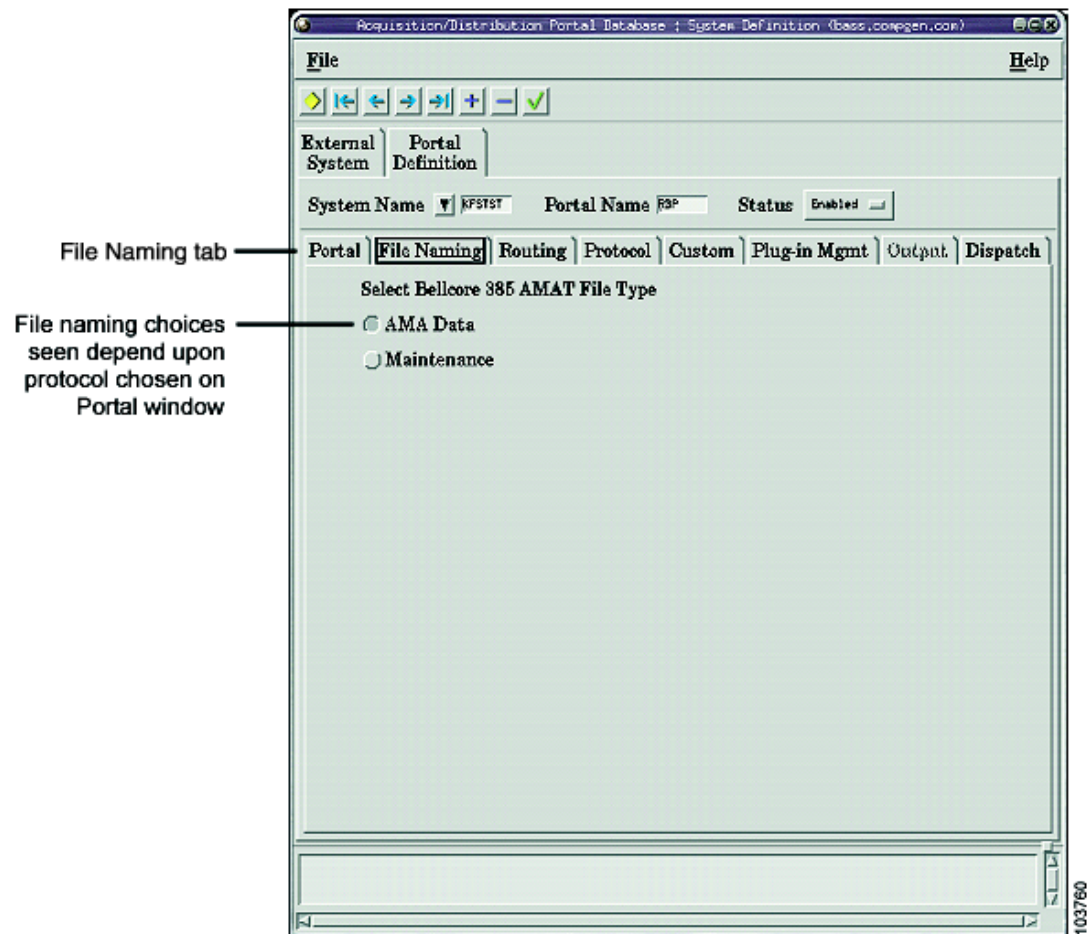 Acquisition/Distribution Portal Database ; System Definition (bass.compgen.com)
File Help
External System Portal Definition
System Name KFSTST Portal Name R3P Status Enabled
File Naming tab
Portal File Naming Routing Protocol Custom Plug-in Mgmt Output Dispatch
Select Bellcore 385 AMAT File Type
File naming choices
seen depend upon
protocol chosen on
Portal window
AMA Data
Maintenance
103760